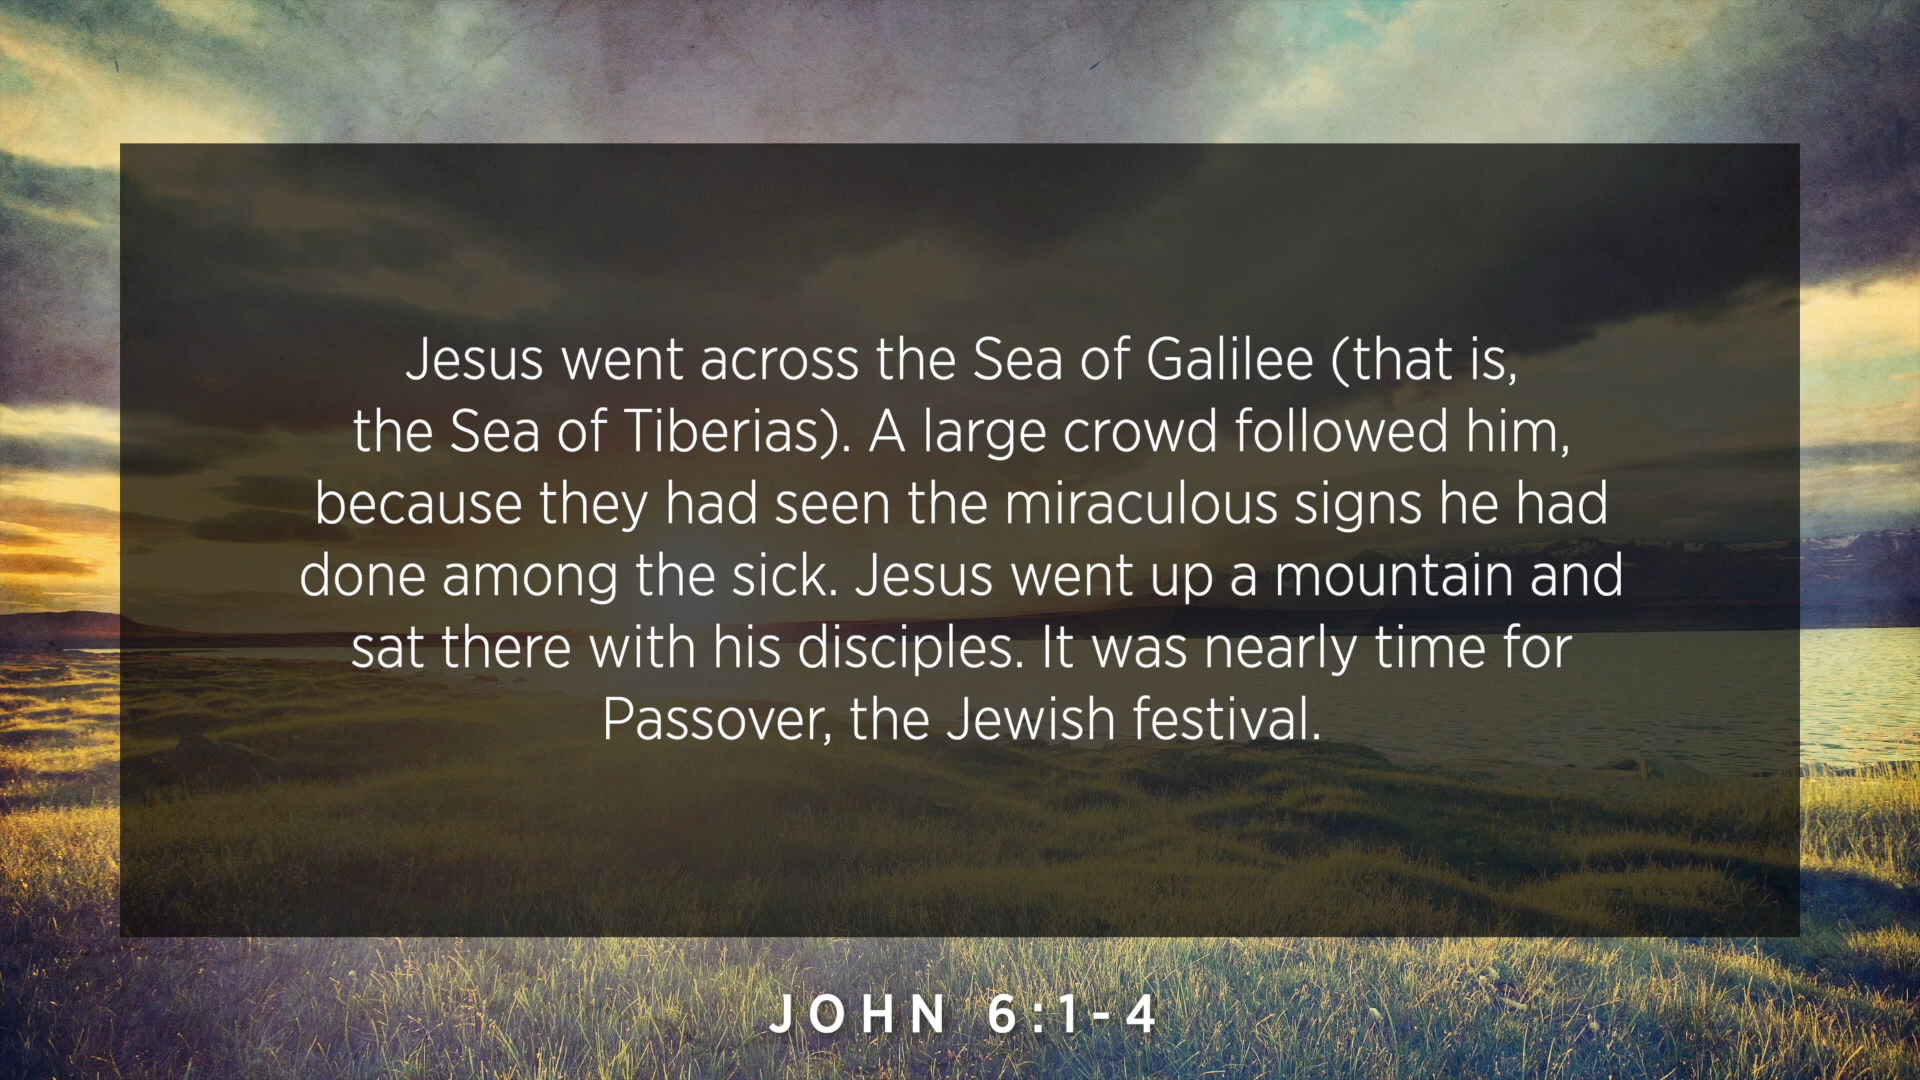 Jesus went across the Sea of Galilee (that is,
the Sea of Tiberias). A large crowd followed him,
because they had seen the miraculous signs he had
done among the sick. Jesus went up a mountain and
sat there with his disciples. It was nearly time for
Passover, the Jewish festival.
JOHN 6:1-4